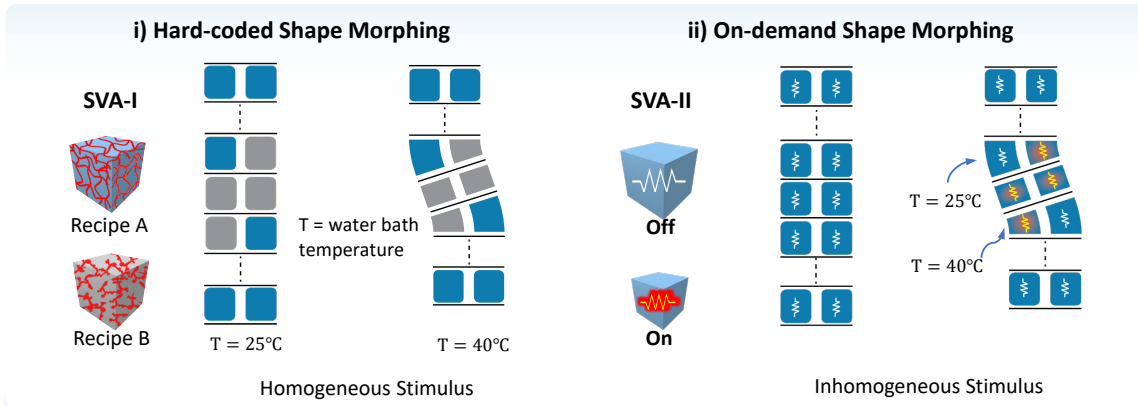 i) Hard-coded Shape Morphing
SVA-I
Recipe A
Recipe B
T = water bath
temperature
T = 25℃
T = 40℃
Homogeneous Stimulus
ii) On-demand Shape Morphing
SVA-II
Off
On
T = 25℃
T = 40℃
Inhomogeneous Stimulus